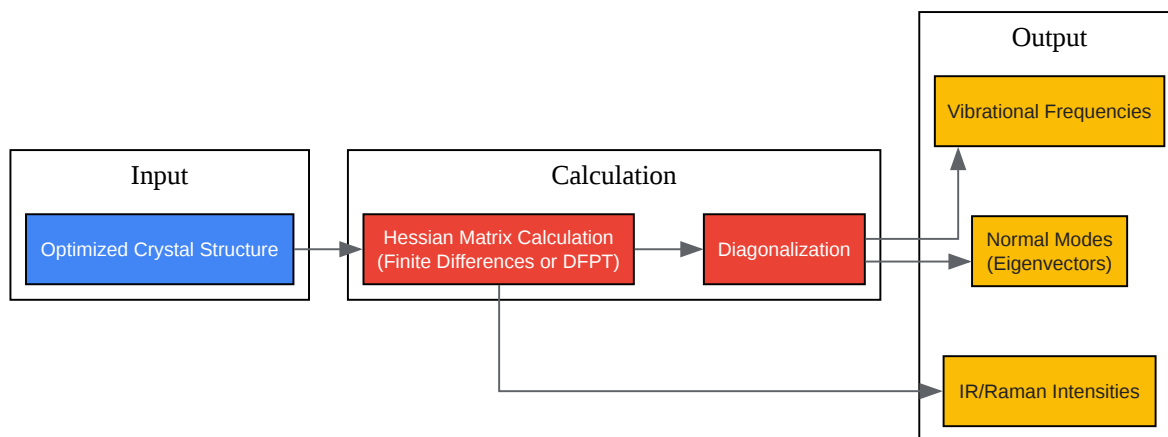 Input
Optimized Crystal Structure
Calculation
Hessian Matrix Calculation
(Finite Differences or DFPT)
Diagonalization
Output
Vibrational Frequencies
Normal Modes
(Eigenvectors)
IR/Raman Intensities